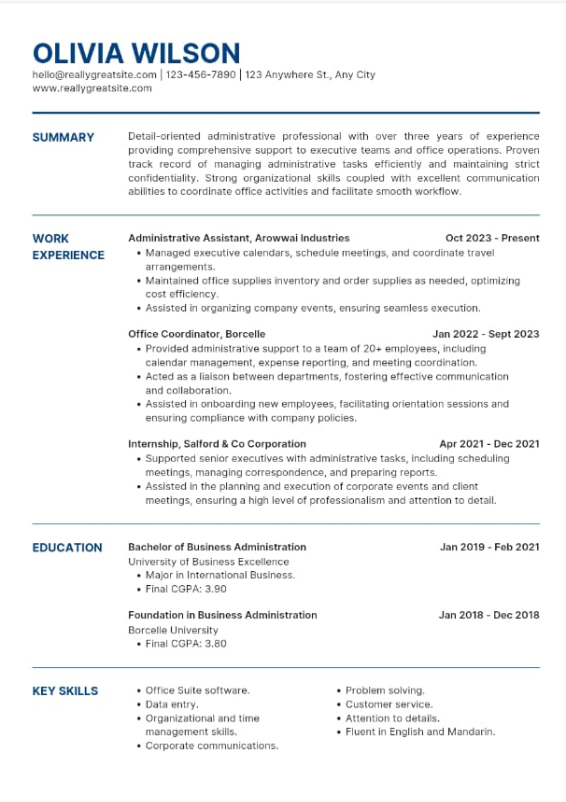 OLIVIA WILSON
hello@reallygreatsite.com | 123-456-7890 | 123 Anywhere St., Any City
www.reallygreatsite.com
SUMMARY
Detail-oriented administrative professional with over three years of experience
providing comprehensive support to executive teams and office operations. Proven
track record of managing administrative tasks efficiently and maintaining strict
confidentiality. Strong organizational skills coupled with excellent communication
abilities to coordinate office activities and facilitate smooth workflow.
WORK
EXPERIENCE
Administrative Assistant, Arowwai Industries Oct 2023 - Present
• Managed executive calendars, schedule meetings, and coordinate travel
arrangements.
• Maintained office supplies inventory and order supplies as needed, optimizing
cost efficiency.
• Assisted in organizing company events, ensuring seamless execution.
Office Coordinator, Borcelle Jan 2022 - Sept 2023
• Provided administrative support to a team of 20+ employees, including
calendar management, expense reporting, and meeting coordination.
• Acted as a liaison between departments, fostering effective communication
and collaboration.
• Assisted in onboarding new employees, facilitating orientation sessions and
ensuring compliance with company policies.
Internship, Salford & Co Corporation Apr 2021 - Dec 2021
• Supported senior executives with administrative tasks, including scheduling
meetings, managing correspondence, and preparing reports.
• Assisted in the planning and execution of corporate events and client
meetings, ensuring a high level of professionalism and attention to detail.
EDUCATION
Bachelor of Business Administration Jan 2019 - Feb 2021
University of Business Excellence
• Major in International Business.
• Final CGPA: 3.90
Foundation in Business Administration Jan 2018 - Dec 2018
Borcelle University
• Final CGPA: 3.80
KEY SKILLS
• Office Suite software.
• Data entry.
• Organizational and time
management skills.
• Corporate communications.
• Problem solving.
• Customer service.
• Attention to details.
• Fluent in English and Mandarin.